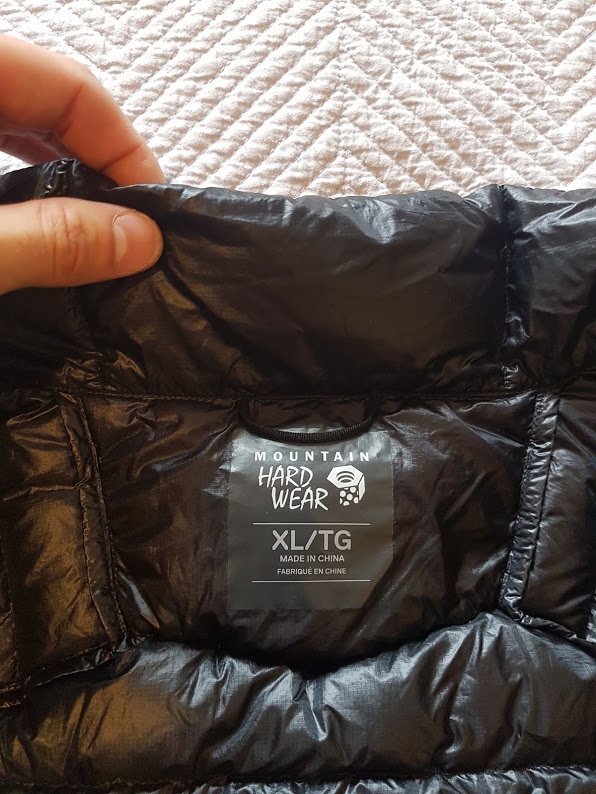 MOUNTAIN
HARD
WEAR
XL/TG
MADE IN CHINA
FABRIQUÉ EN CHINE